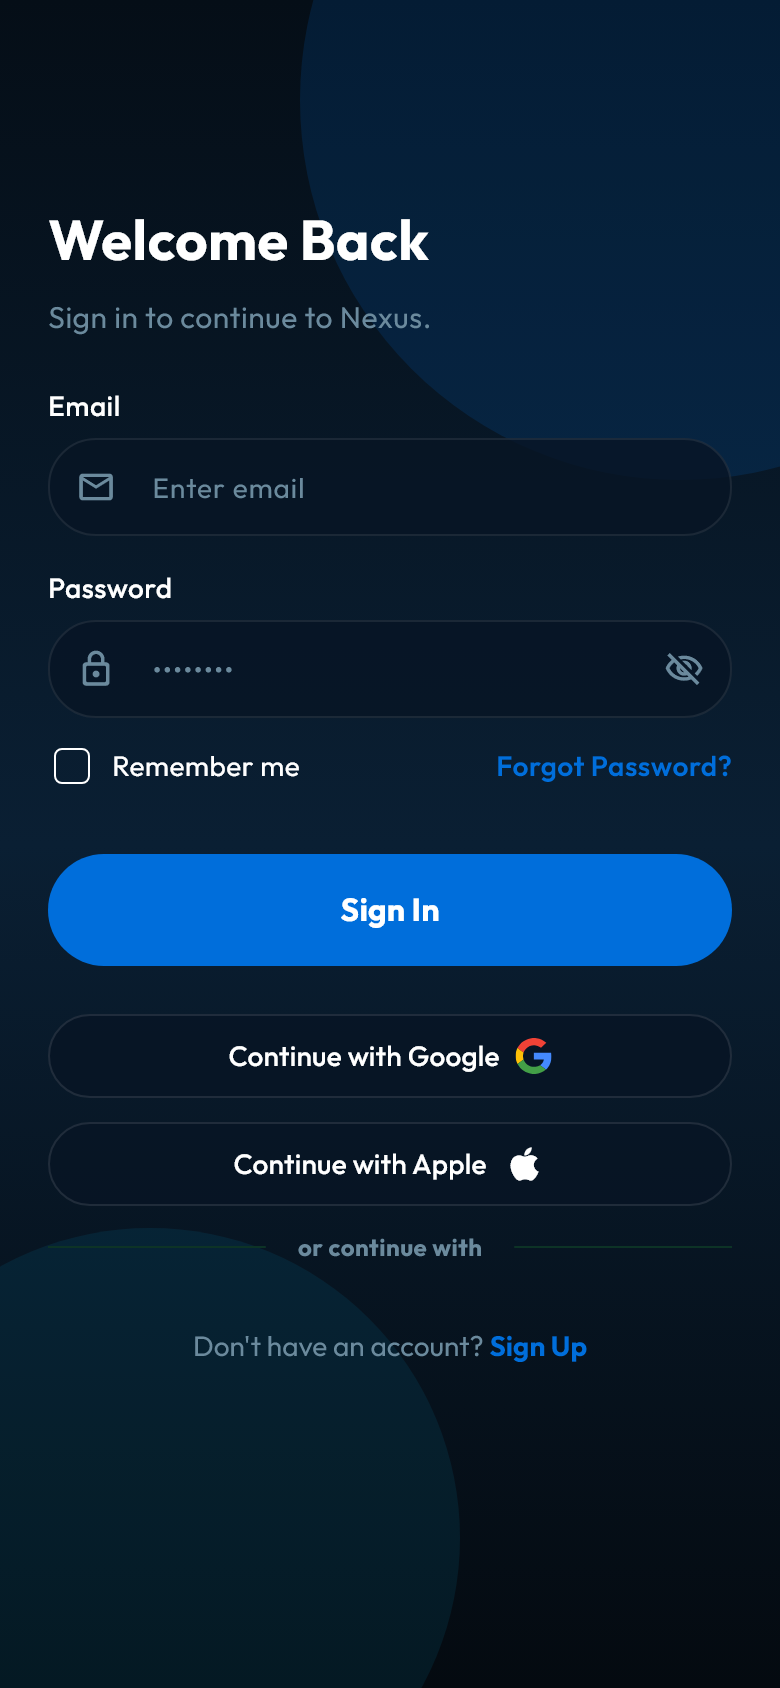 Welcome Back
Sign in to continue to Nexus.
Email
Enter email
Password
••••••••
Remember me
Forgot Password?
Sign In
Continue with Google
Continue with Apple
or continue with
Don't have an account? Sign Up